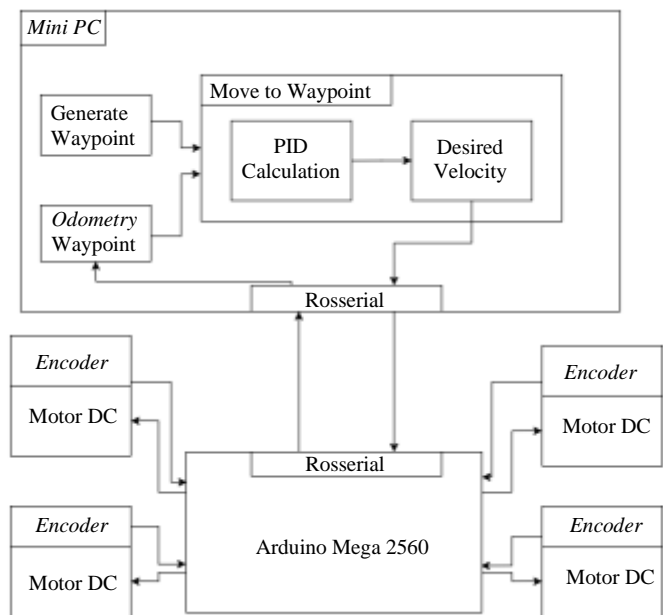 Mini PC
Move to Waypoint
Generate
Waypoint
PID
Calculation
Desired
Velocity
Odometry
Waypoint
Rosserial
Encoder
Motor DC
Encoder
Motor DC
Rosserial
Arduino Mega 2560
Encoder
Motor DC
Encoder
Motor DC